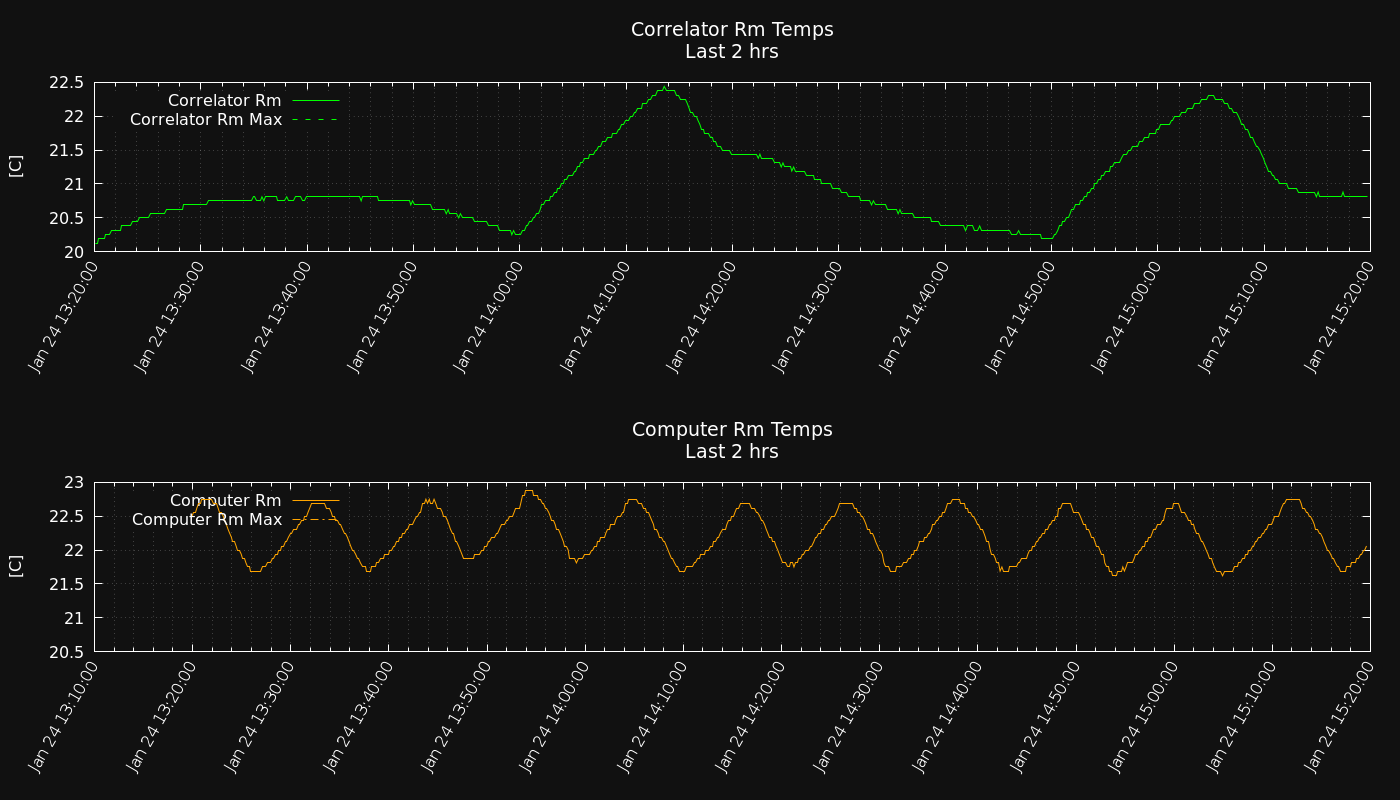 Correlator Rm Temps
Last 2 hrs
22.5
22
21.5
21
20.5
20
[C]
Correlator Rm
Correlator Rm Max
Jan 24 13:20:00
Jan 24 13:30:00
Jan 24 13:40:00
Jan 24 13:50:00
Jan 24 14:00:00
Jan 24 14:10:00
Jan 24 14:20:00
Jan 24 14:30:00
Jan 24 14:40:00
Jan 24 14:50:00
Jan 24 15:00:00
Jan 24 15:10:00
Jan 24 15:20:00
Computer Rm Temps
Last 2 hrs
23
22.5
22
21.5
21
20.5
[C]
Computer Rm
Computer Rm Max
Jan 24 13:10:00
Jan 24 13:20:00
Jan 24 13:30:00
Jan 24 13:40:00
Jan 24 13:50:00
Jan 24 14:00:00
Jan 24 14:10:00
Jan 24 14:20:00
Jan 24 14:30:00
Jan 24 14:40:00
Jan 24 14:50:00
Jan 24 15:00:00
Jan 24 15:10:00
Jan 24 15:20:00